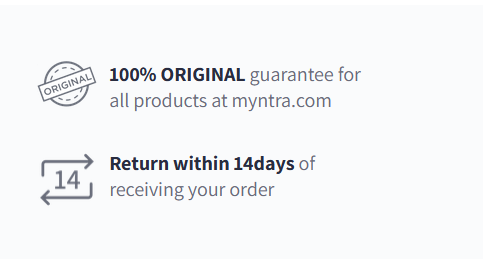 ORIGINAL
100% ORIGINAL guarantee for
all products at myntra.com
14
Return within 14days of
receiving your order